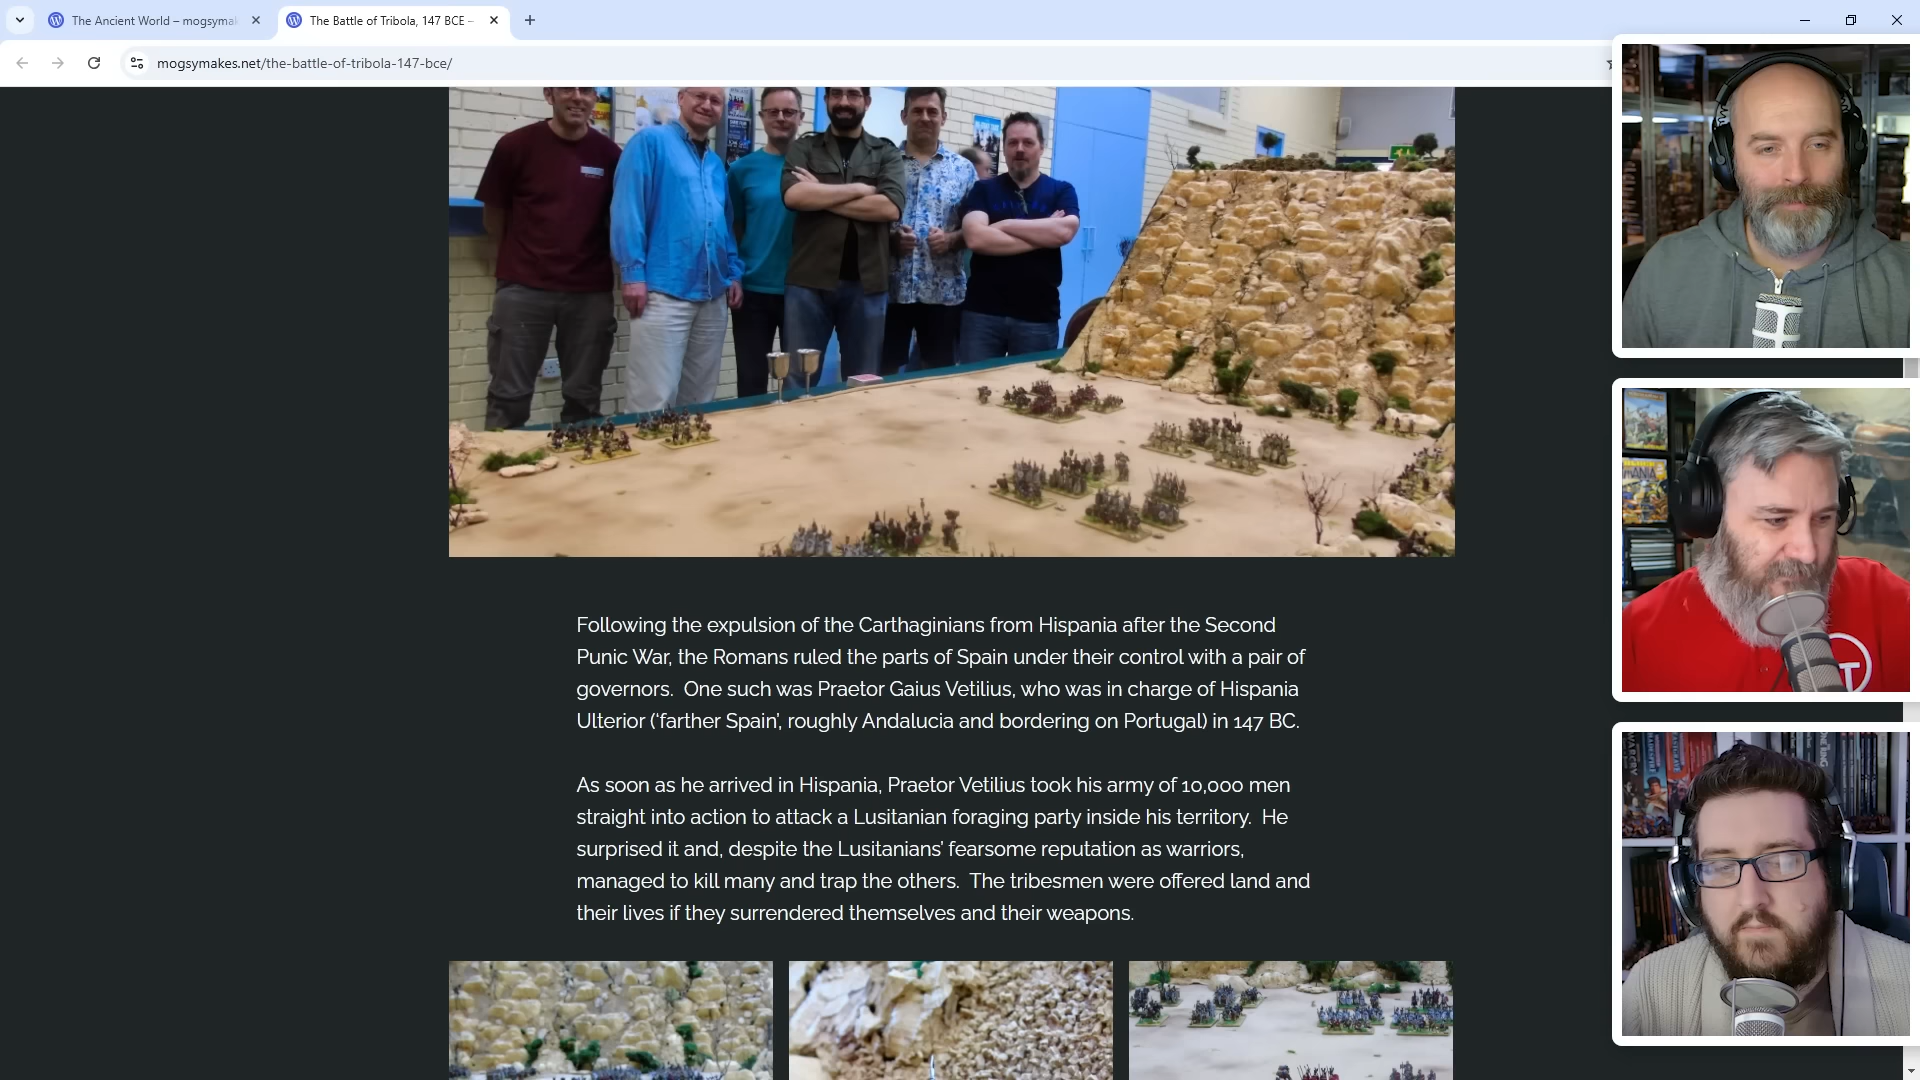 The Ancient World – mogsymak
The Battle of Tribola, 147 BCE –
mogsymakes.net/the-battle-of-tribola-147-bce/
Following the expulsion of the Carthaginians from Hispania after the Second
Punic War, the Romans ruled the parts of Spain under their control with a pair of
governors.  One such was Praetor Gaius Vetilius, who was in charge of Hispania
Ulterior (‘farther Spain’, roughly Andalucia and bordering on Portugal) in 147 BC.
As soon as he arrived in Hispania, Praetor Vetilius took his army of 10,000 men
straight into action to attack a Lusitanian foraging party inside his territory.  He
surprised it and, despite the Lusitanians’ fearsome reputation as warriors,
managed to kill many and trap the others.  The tribesmen were offered land and
their lives if they surrendered themselves and their weapons.